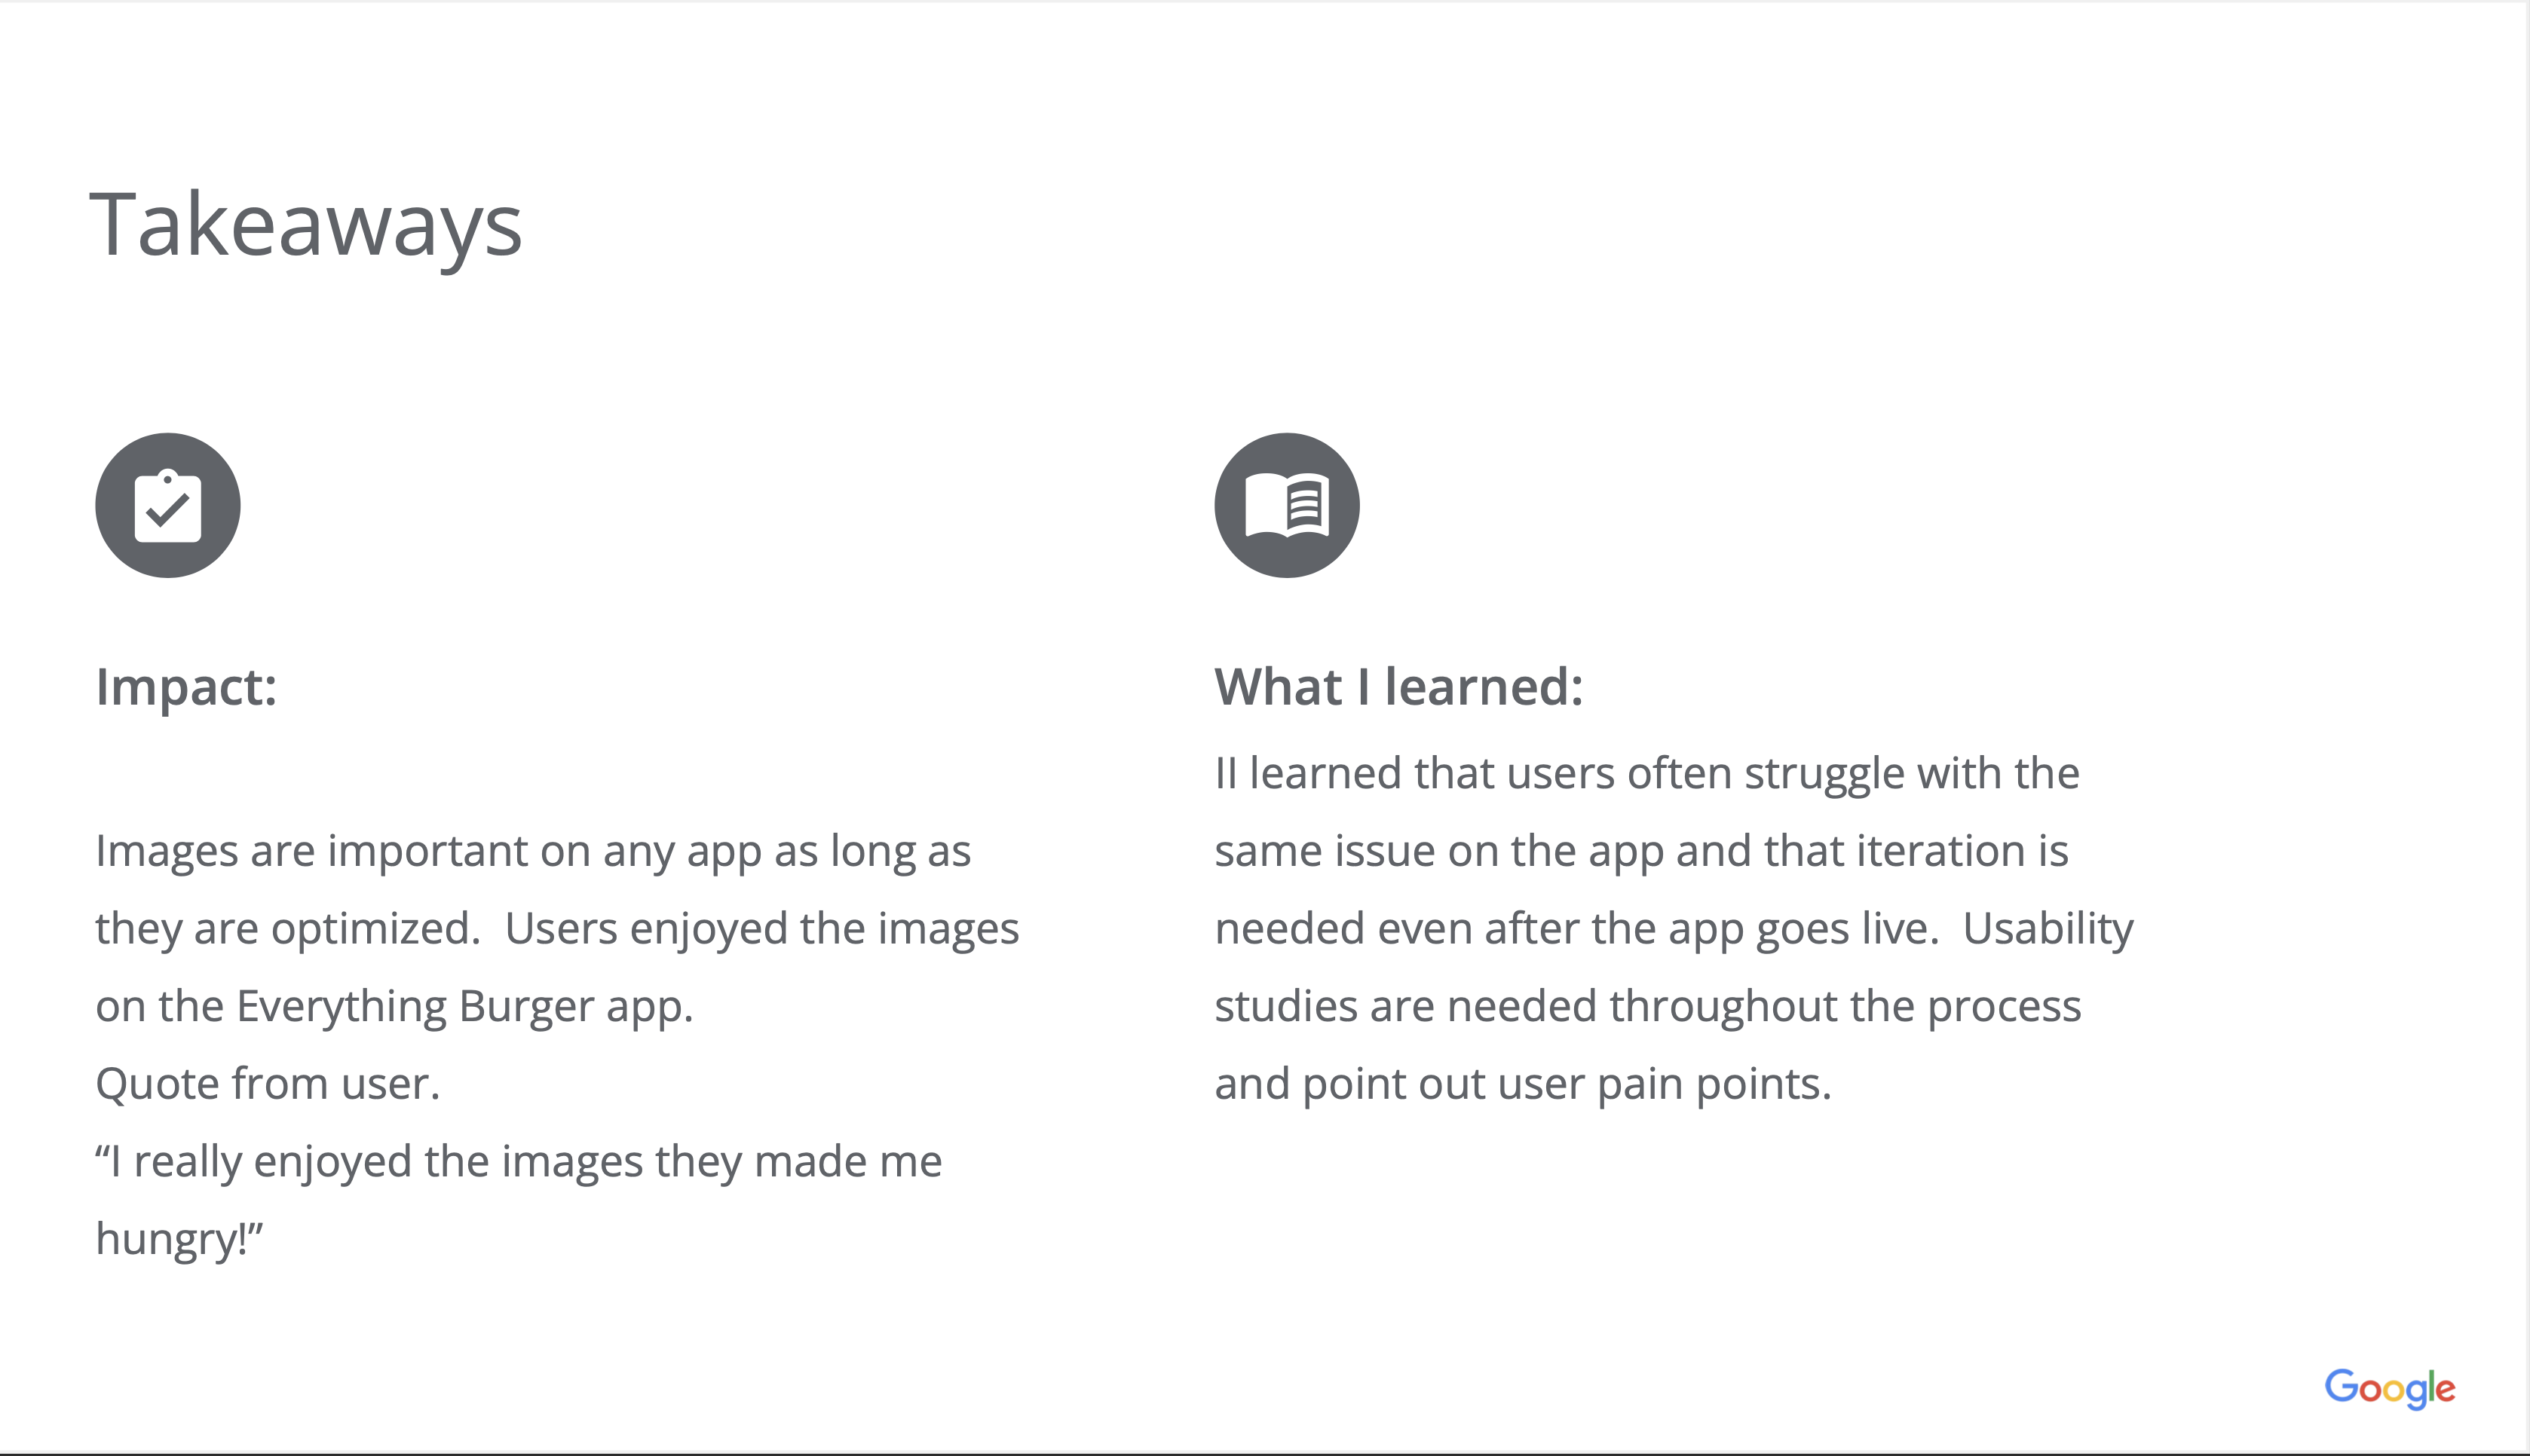 Takeaways
Impact:
Images are important on any app as long as
they are optimized.  Users enjoyed the images
on the Everything Burger app.
Quote from user.
“I really enjoyed the images they made me
hungry!”
What I learned:
II learned that users often struggle with the
same issue on the app and that iteration is
needed even after the app goes live.  Usability
studies are needed throughout the process
and point out user pain points.
Google